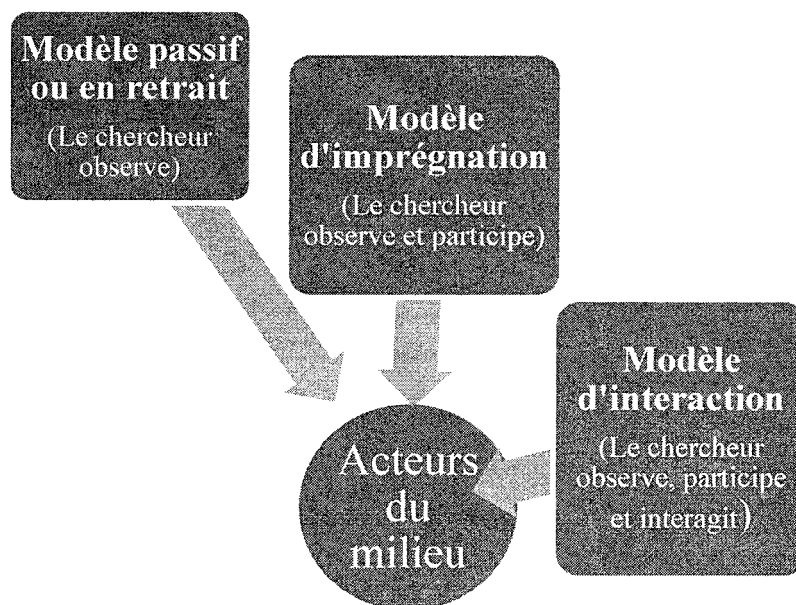 Modèle passif
ou en retrait
(Le chercheur
observe)
Modèle
d'imprégnation
(Le chercheur
observe et participe)
Modèle
d'interaction
(Le chercheur
observe, participe
et interagit)
Acteurs
du
milieu